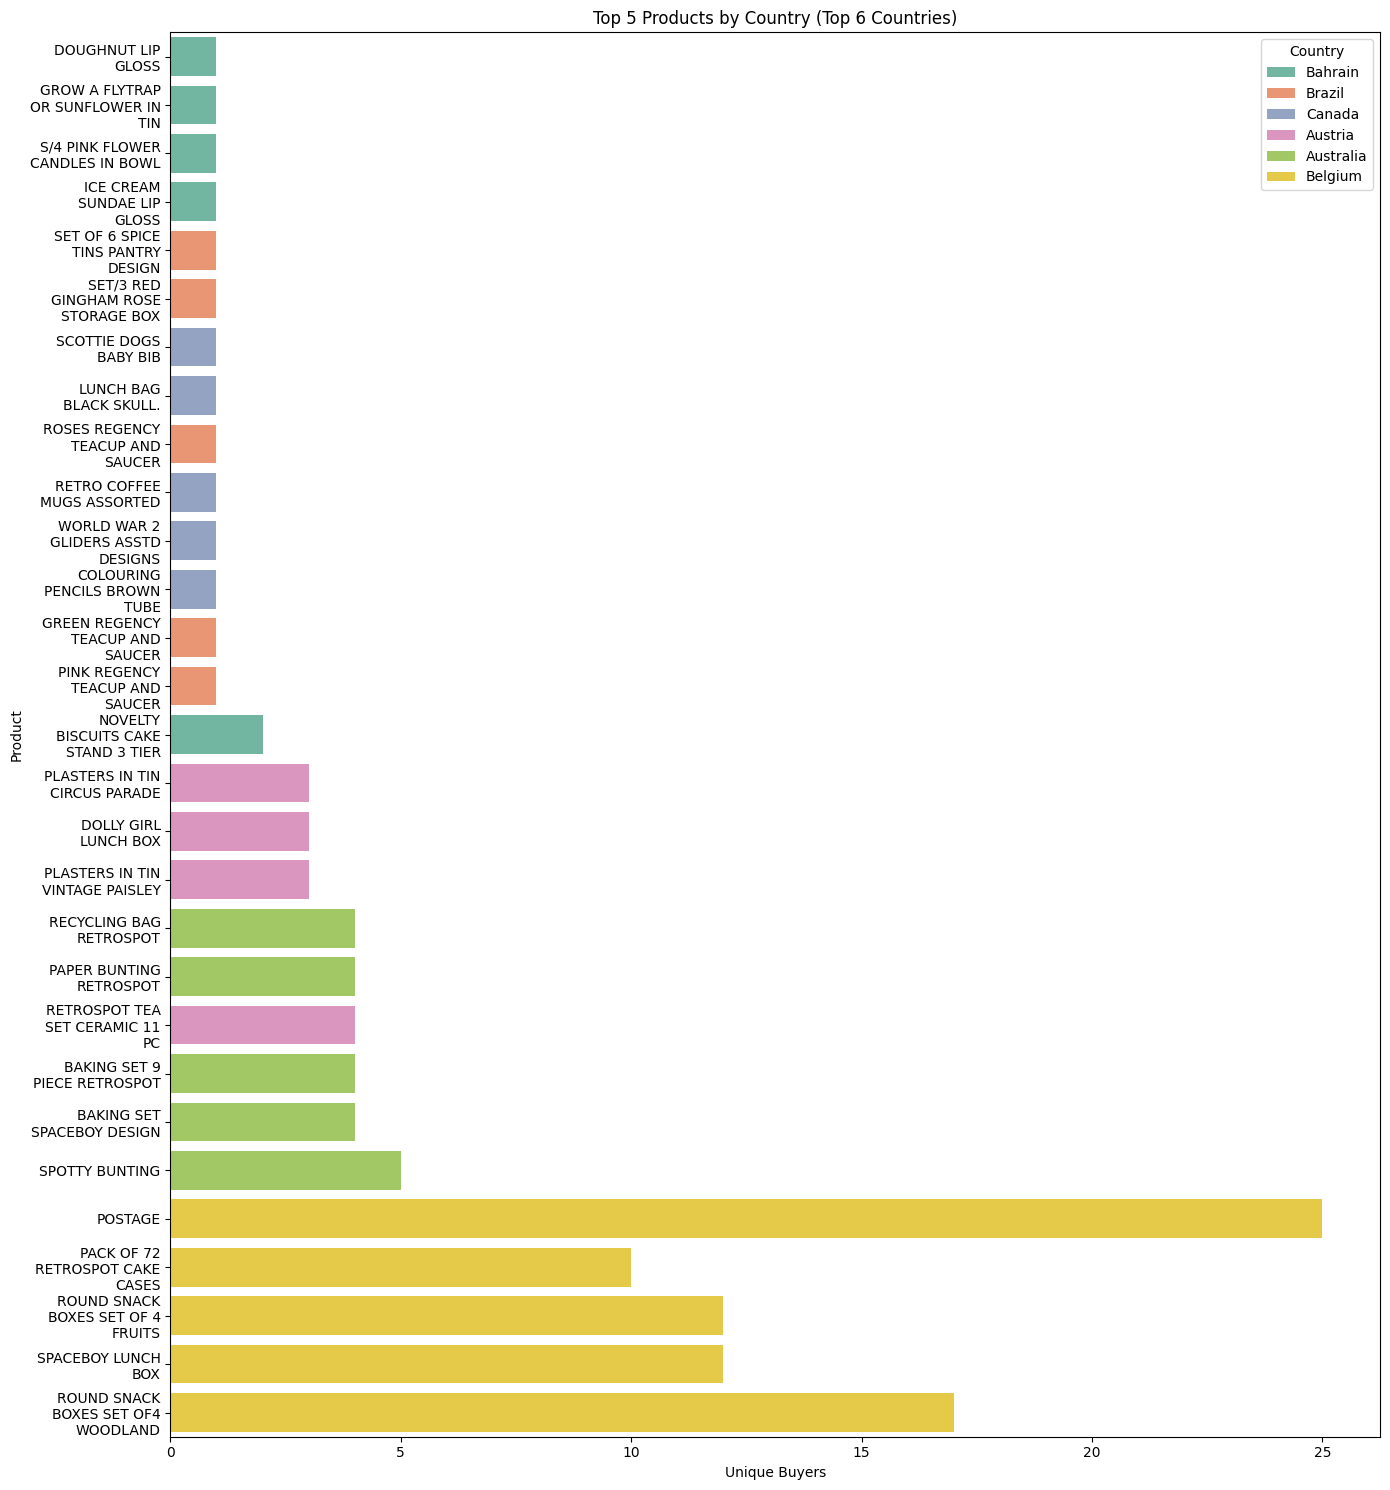 Top 5 Products by Country (Top 6 Countries)
Country
Bahrain
Brazil
Canada
Austria
Australia
Belgium
Product
DOUGHNUT LIP
GLOSS
GROW A FLYTRAP
OR SUNFLOWER IN
TIN
S/4 PINK FLOWER
CANDLES IN BOWL
ICE CREAM
SUNDAE LIP
GLOSS
SET OF 6 SPICE
TINS PANTRY
DESIGN
SET/3 RED
GINGHAM ROSE
STORAGE BOX
SCOTTIE DOGS
BABY BIB
LUNCH BAG
BLACK SKULL.
ROSES REGENCY
TEACUP AND
SAUCER
RETRO COFFEE
MUGS ASSORTED
WORLD WAR 2
GLIDERS ASSTD
DESIGNS
COLOURING
PENCILS BROWN
TUBE
GREEN REGENCY
TEACUP AND
SAUCER
PINK REGENCY
TEACUP AND
SAUCER
NOVELTY
BISCUITS CAKE
STAND 3 TIER
PLASTERS IN TIN
CIRCUS PARADE
DOLLY GIRL
LUNCH BOX
PLASTERS IN TIN
VINTAGE PAISLEY
RECYCLING BAG
RETROSPOT
PAPER BUNTING
RETROSPOT
RETROSPOT TEA
SET CERAMIC 11
PC
BAKING SET 9
PIECE RETROSPOT
BAKING SET
SPACEBOY DESIGN
SPOTTY BUNTING
POSTAGE
PACK OF 72
RETROSPOT CAKE
CASES
ROUND SNACK
BOXES SET OF 4
FRUITS
SPACEBOY LUNCH
BOX
ROUND SNACK
BOXES SET OF4
WOODLAND
0 5 10 15 20 25
Unique Buyers